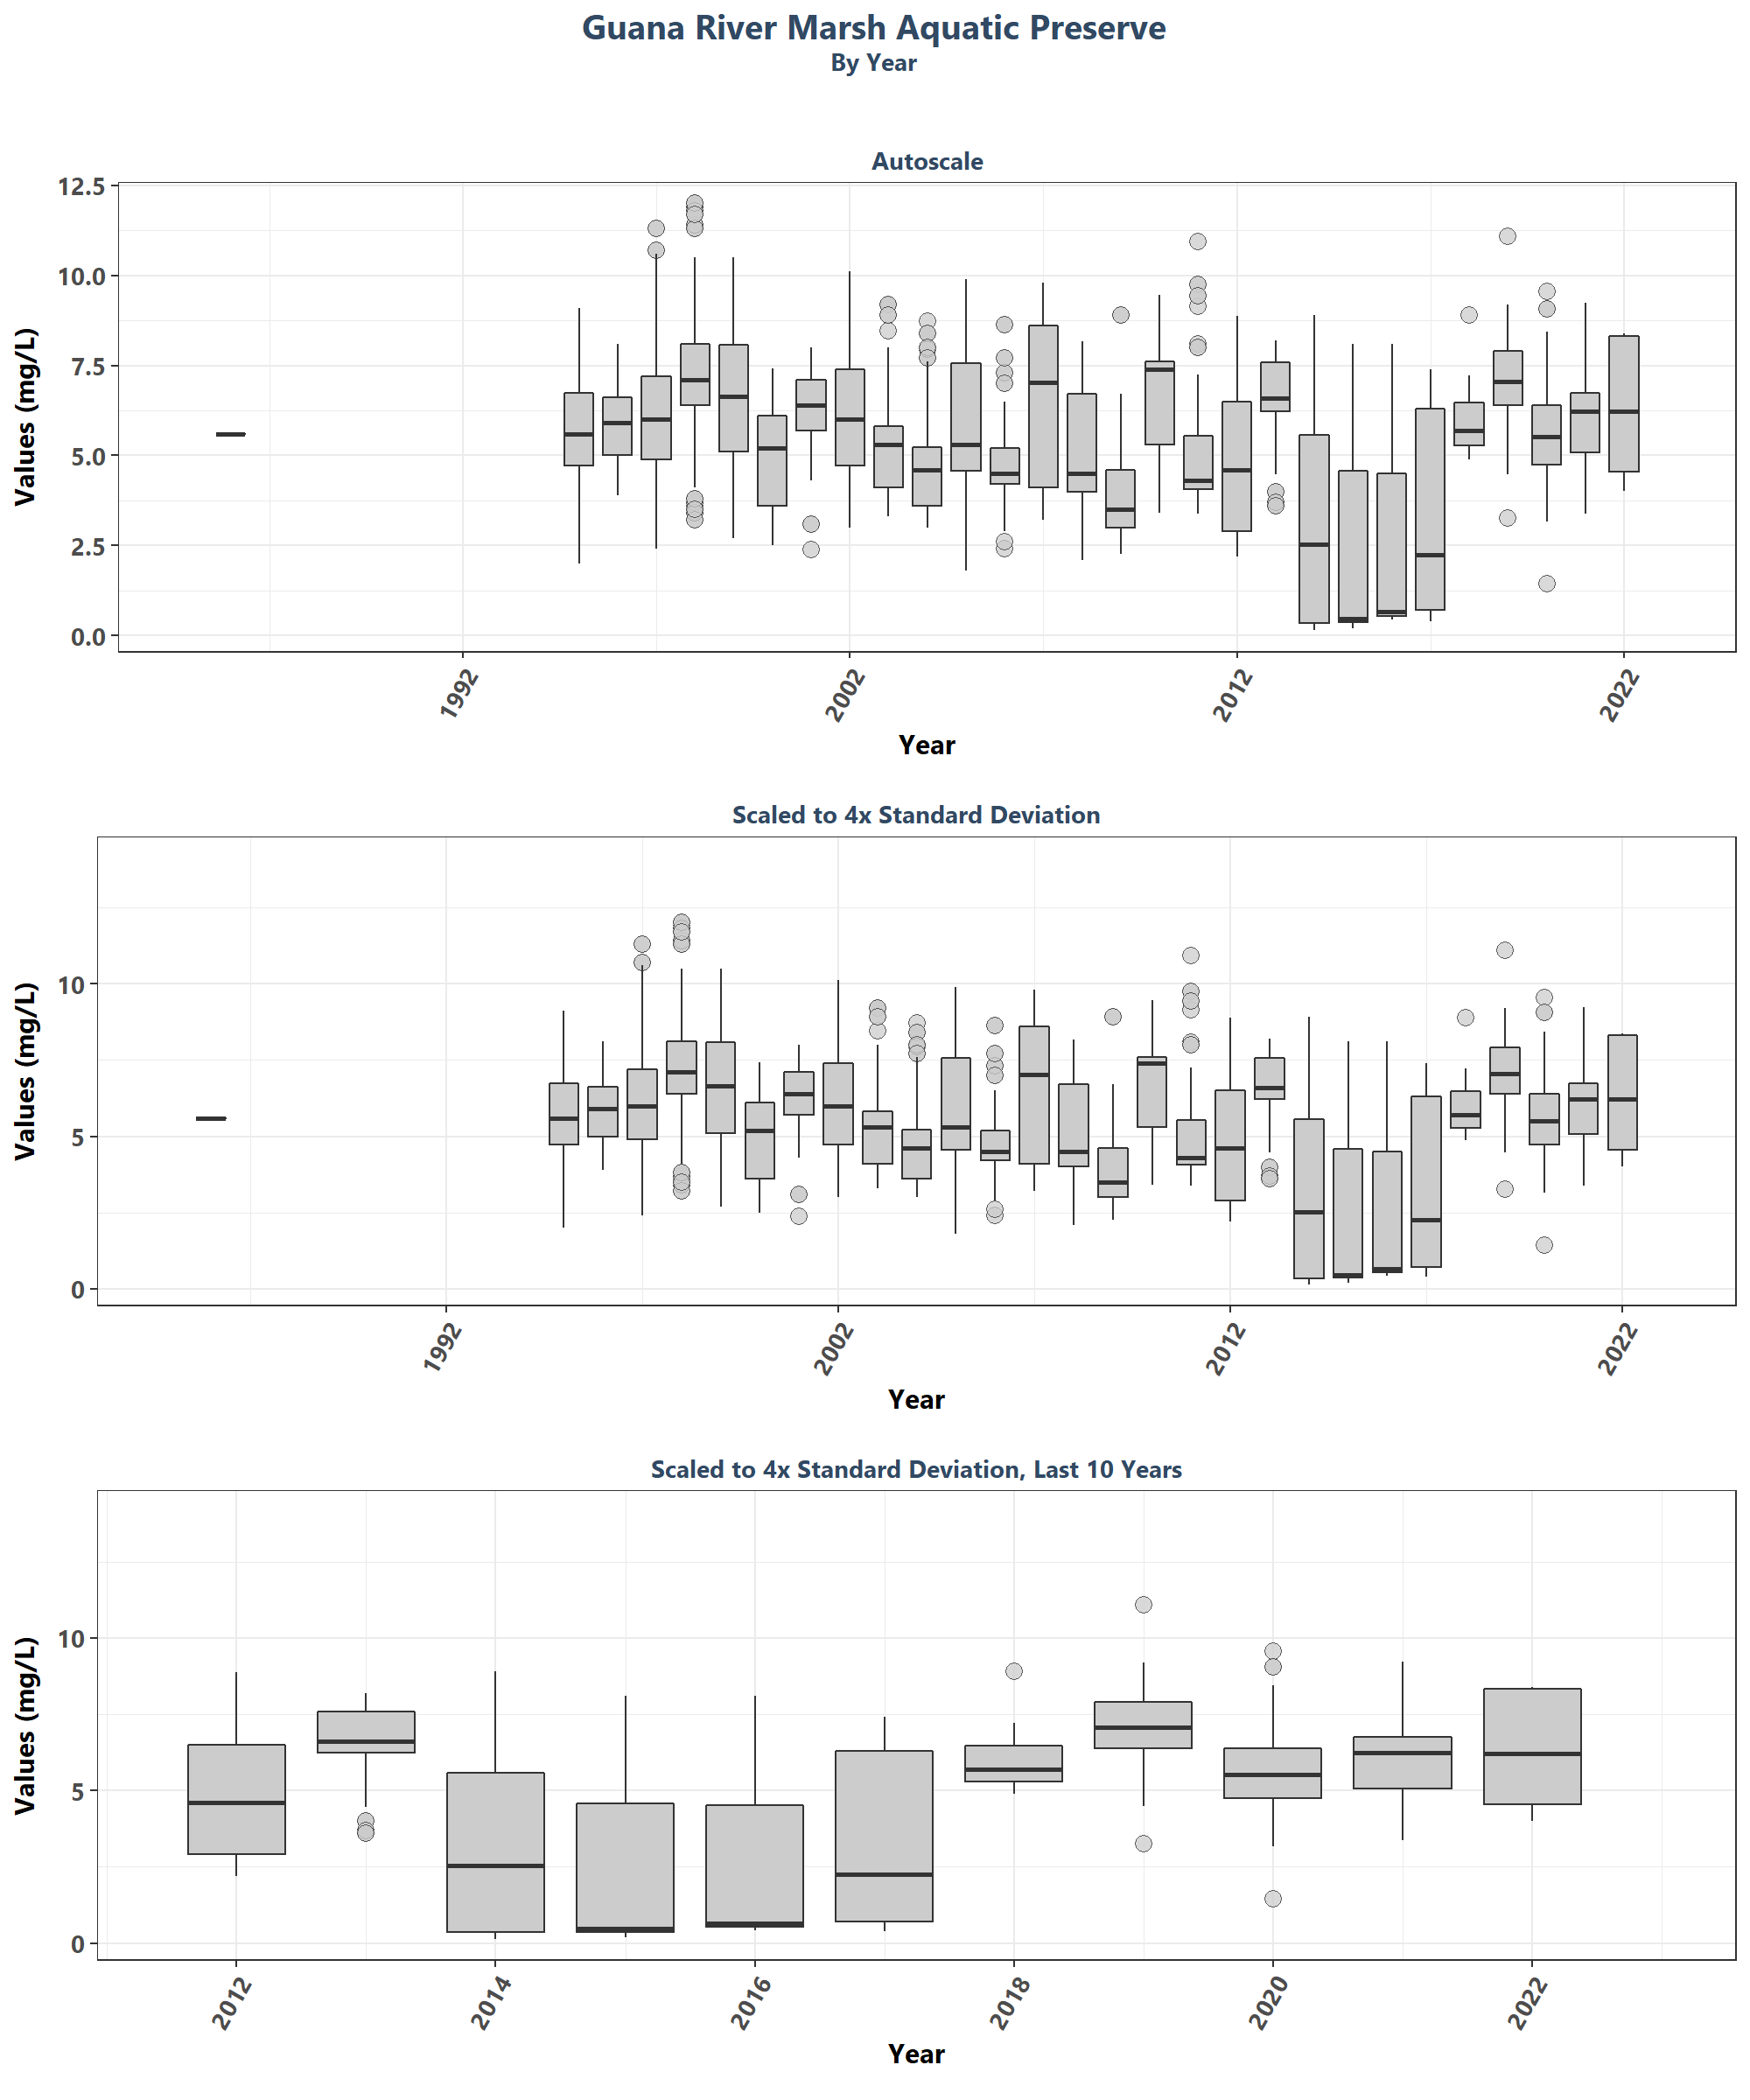 Guana River Marsh Aquatic Preserve
By Year
Autoscale
Values (mg/L)
12.5
10.0
7.5
5.0
2.5
0.0
1992
2002
2012
2022
Year
Scaled to 4x Standard Deviation
Values (mg/L)
10
5
0
1992
2002
2012
2022
Year
Scaled to 4x Standard Deviation, Last 10 Years
Values (mg/L)
10
5
0
2012
2014
2016
2018
2020
2022
Year